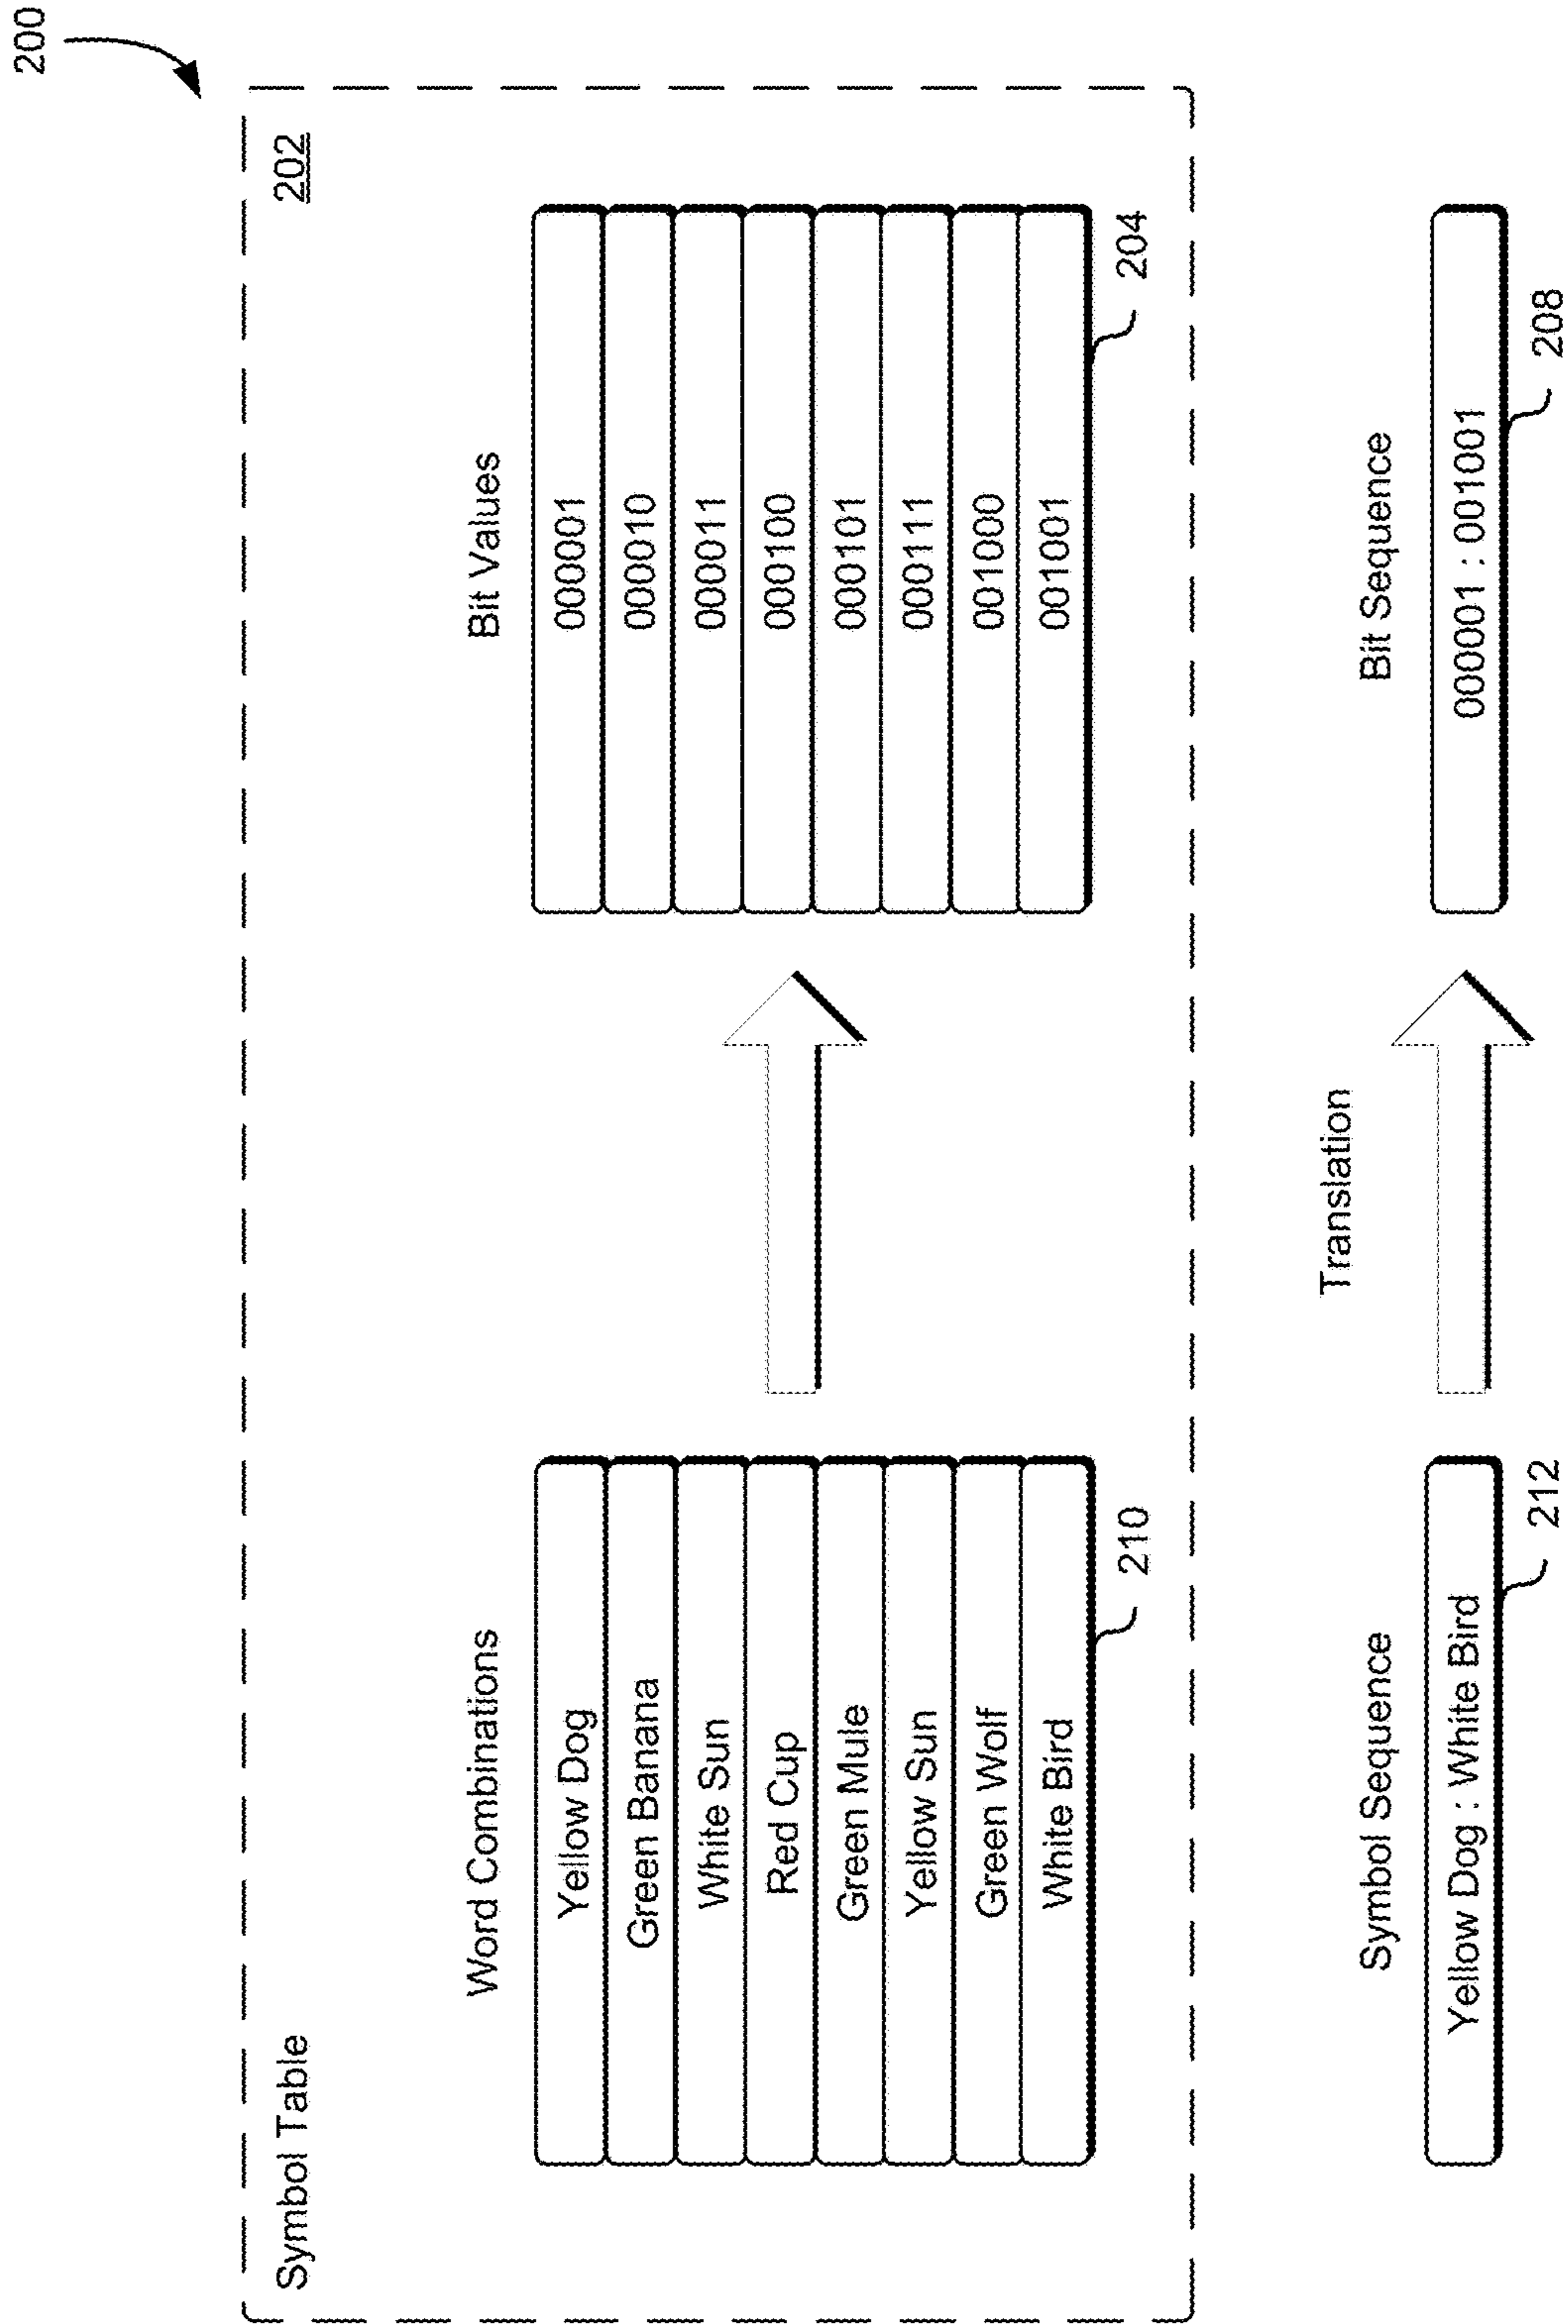 200
Symbol Table
202
Word Combinations
Bit Values
Yellow Dog
000001
Green Banana
000010
White Sun
000011
Red Cup
000100
Green Mule
000101
Yellow Sun
000111
Green Wolf
001000
White Bird
001001
210
204
Translation
Symbol Sequence
Bit Sequence
Yellow Dog : White Bird
000001 : 001001
212
208